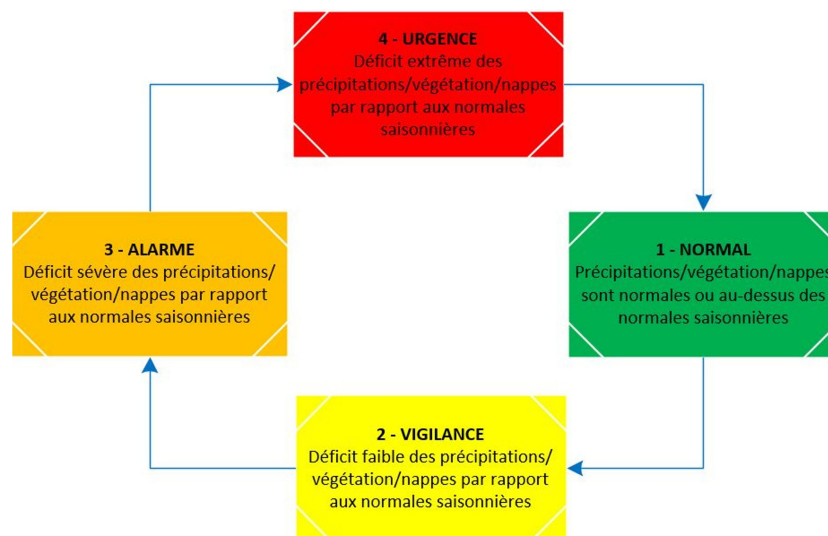 4 - URGENCE
Déficit extrême des
précipitations/végétation/nappes
par rapport aux normales
saisonnières
3 - ALARME
Déficit sévère des précipitations/
végétation/nappes par rapport
aux normales saisonnières
1 - NORMAL
Précipitations/végétation/nappes
sont normales ou au-dessus des
normales saisonnières
2 - VIGILANCE
Déficit faible des précipitations/
végétation/nappes par rapport
aux normales saisonnières